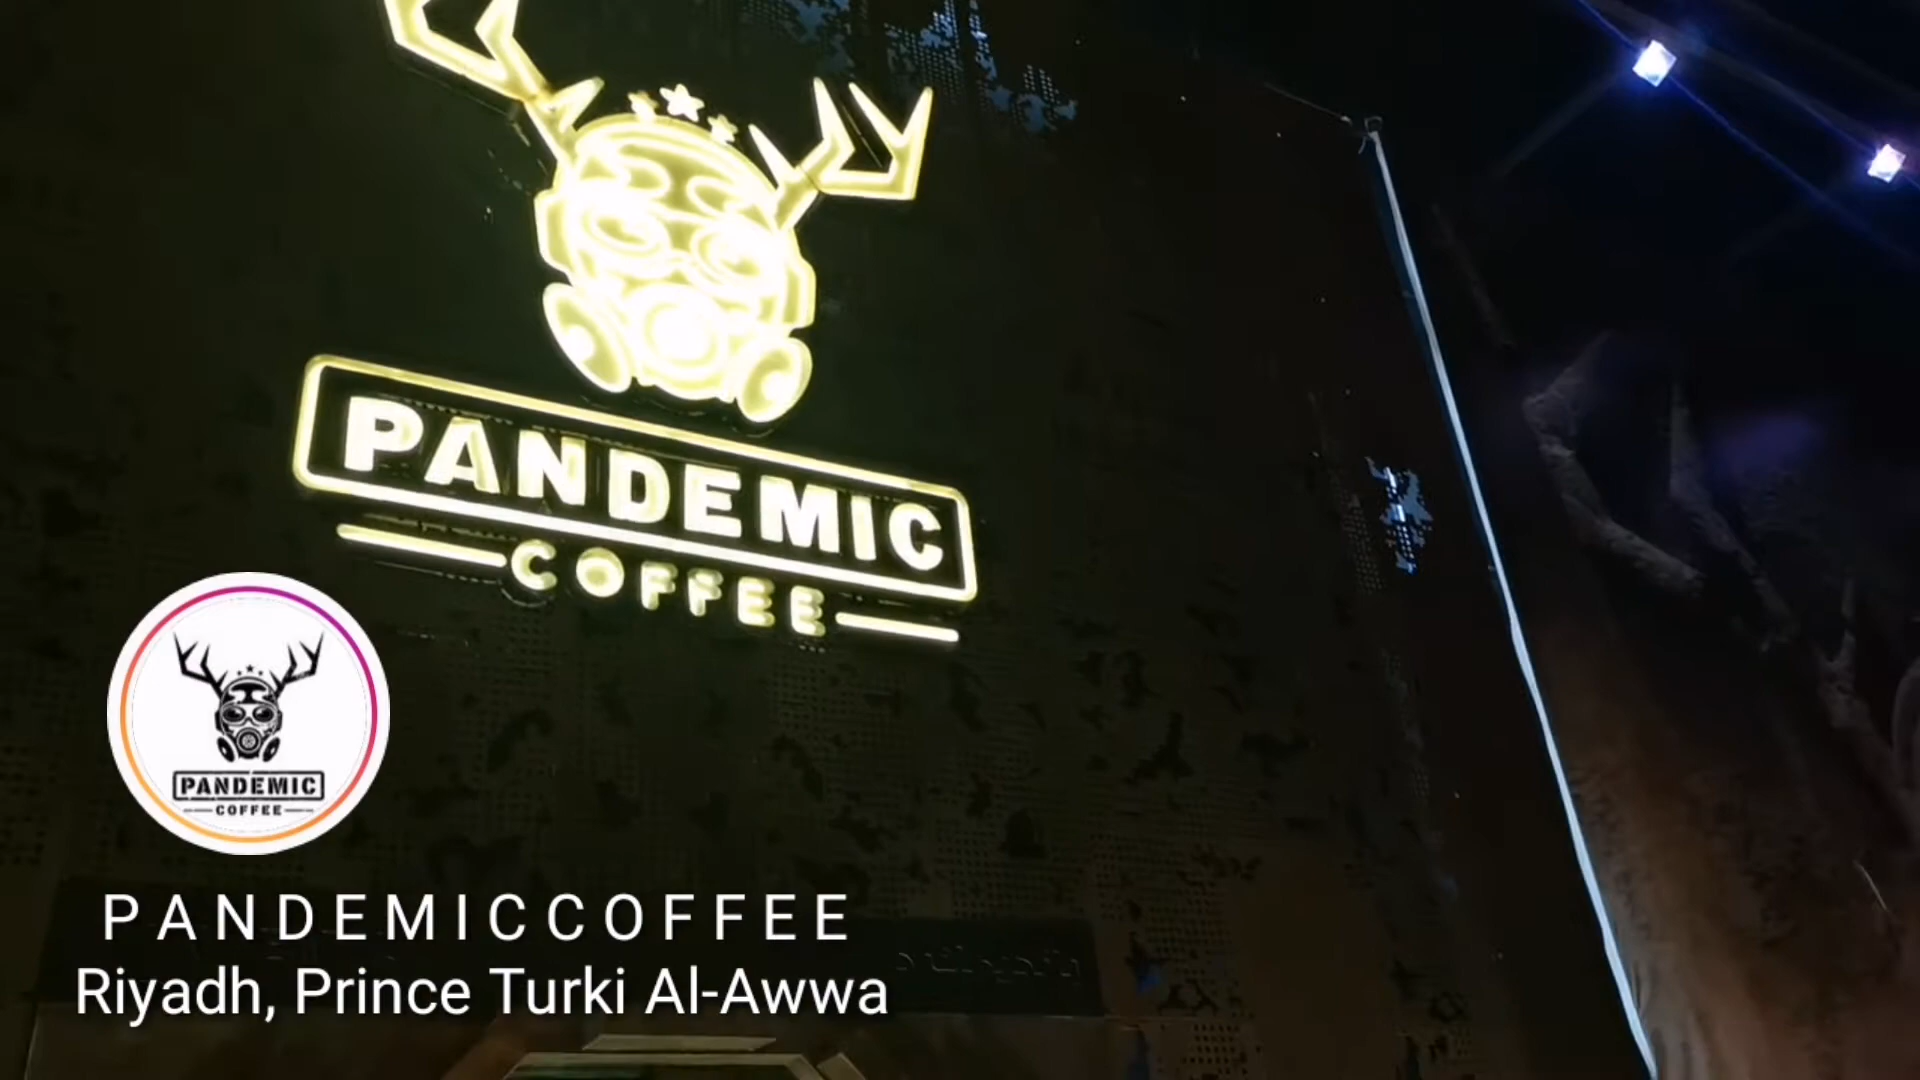 PANDEMIC
COFFEE
PANDEMIC
COFFEE
PANDEMICCOFFEE
Riyadh, Prince Turki Al-Awwa